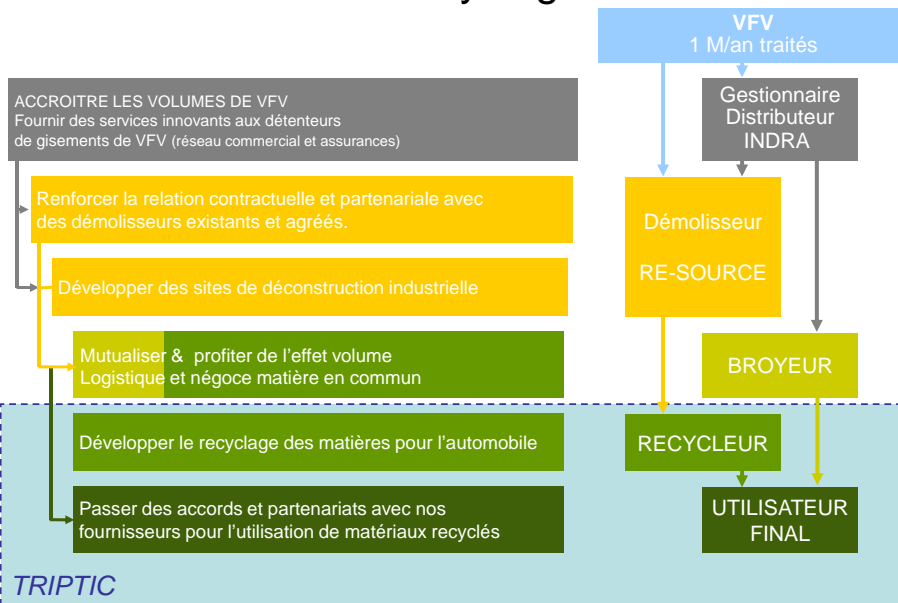 VFV
1 M/an traités
ACCROITRE LES VOLUMES DE VFV
Fournir des services innovants aux détenteurs
de gisements de VFV (réseau commercial et assurances)
Gestionnaire
Distributeur
INDRA
Renforcer la relation contractuelle et partenariale avec
des démolisseurs existants et agréés.
Démolisseur
RE-SOURCE
Développer des sites de déconstruction industrielle
Mutualiser & profiter de l'effet volume
Logistique et négoce matière en commun
BROYEUR
Développer le recyclage des matières pour l'automobile
RECYCLEUR
Passer des accords et partenariats avec nos
fournisseurs pour l'utilisation de matériaux recyclés
UTILISATEUR
FINAL
TRIPTIC